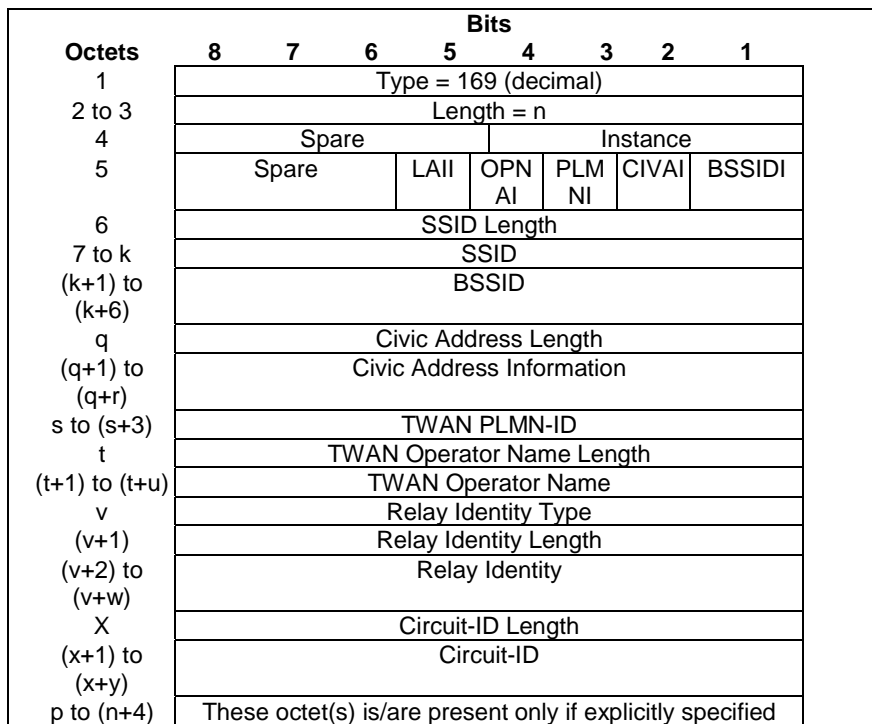 Bits
Octets 8 7 6 5 4 3 2 1
1 Type = 169 (decimal)
2 to 3 Length = n
4 Spare Instance
5 Spare LAII OPN PLM CIVAI BSSIDI
AI NI
6 SSID Length
7 to k SSID
(k+1) to BSSID
(k+6)
q Civic Address Length
(q+1) to Civic Address Information
(q+r)
s to (s+3) TWAN PLMN-ID
t TWAN Operator Name Length
(t+1) to (t+u) TWAN Operator Name
v Relay Identity Type
(v+1) Relay Identity Length
(v+2) to Relay Identity
(v+w)
X Circuit-ID Length
(x+1) to Circuit-ID
(x+y)
p to (n+4) These octet(s) is/are present only if explicitly specified